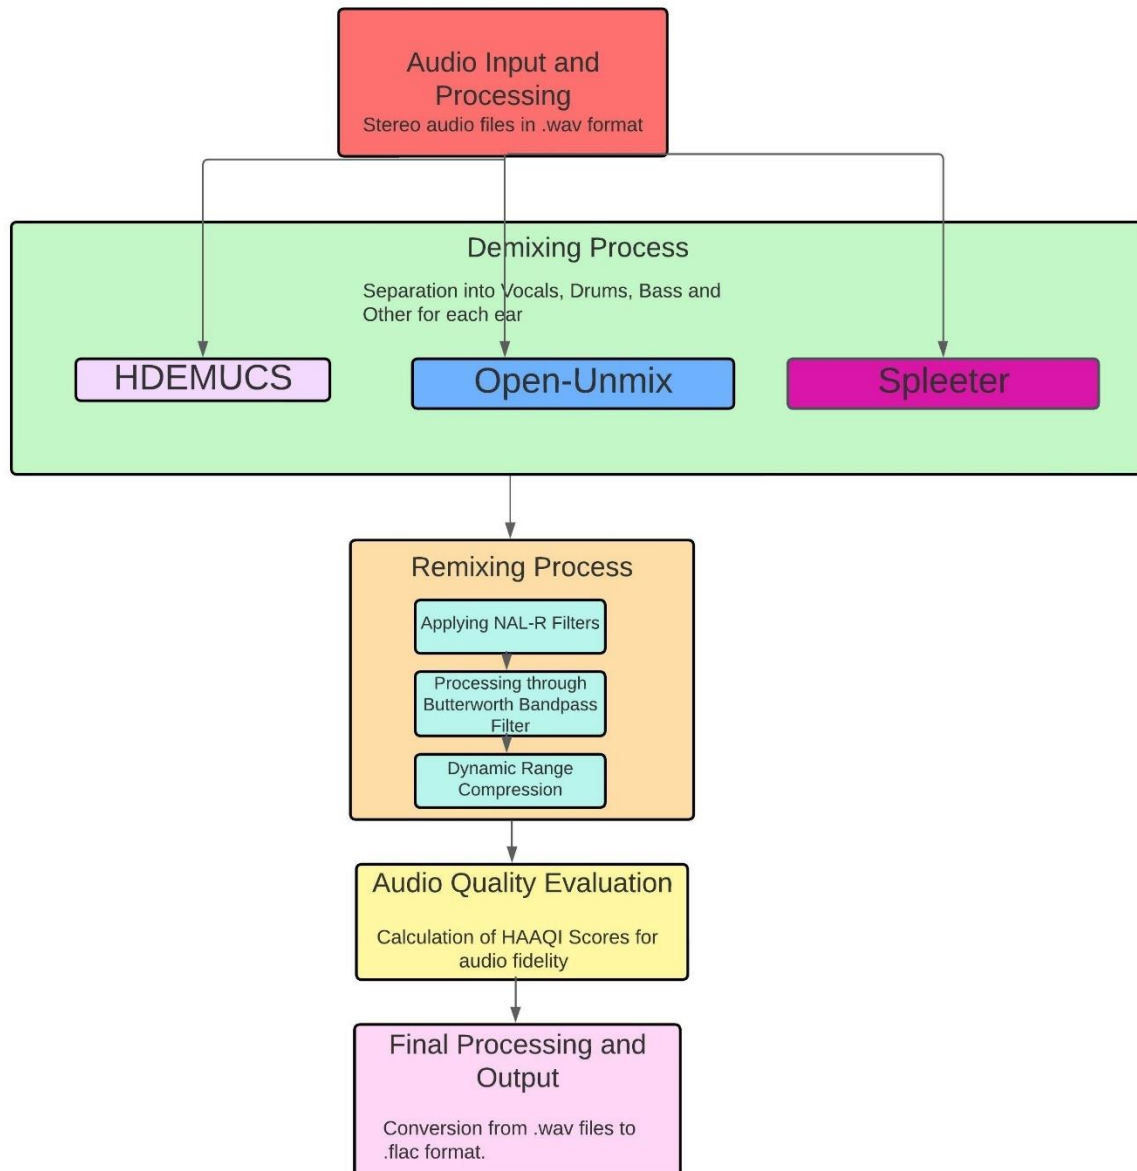 Audio Input and
Processing
Stereo audio files in .wav format
Demixing Process
Separation into Vocals, Drums, Bass and
Other for each ear
HDEMUCS
Open-Unmix
Spleeter
Remixing Process
Applying NAL-R Filters
Processing through
Butterworth Bandpass
Filter
Dynamic Range
Compression
Audio Quality Evaluation
Calculation of HAAQI Scores for
audio fidelity
Final Processing and
Output
Conversion from .wav files to
.flac format.